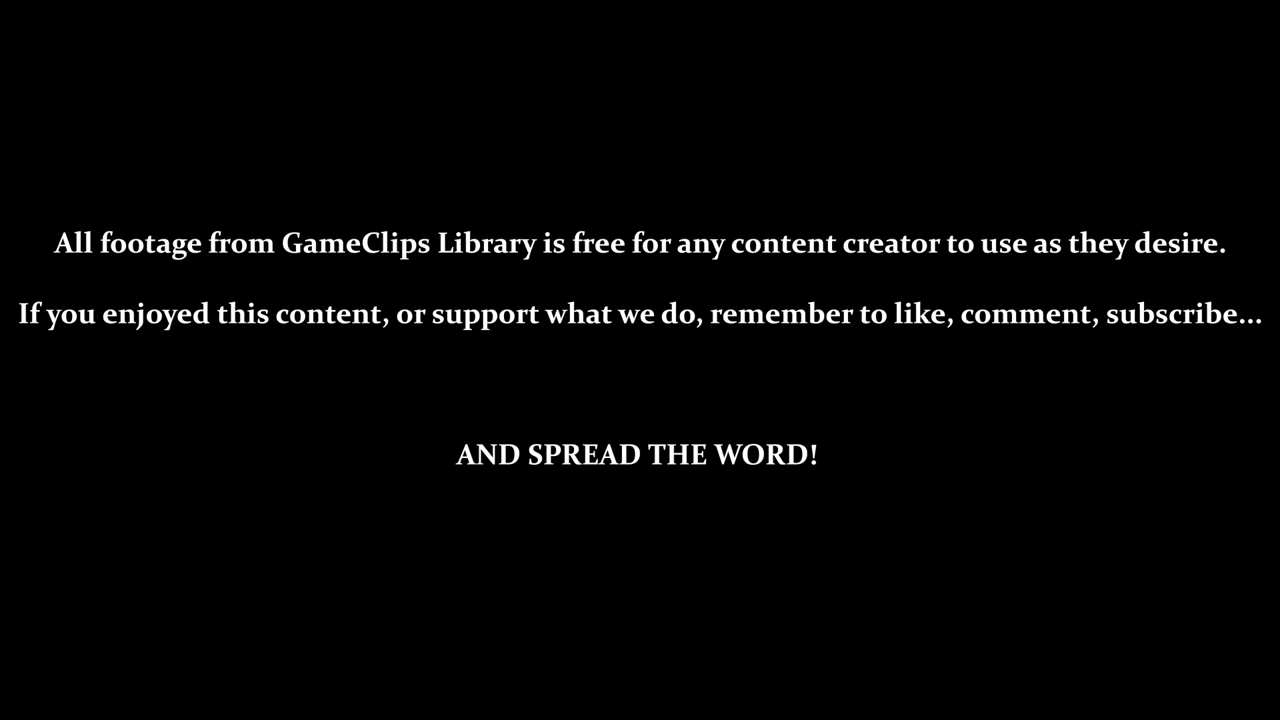 All footage from GameClips Library is free for any content creator to use as they desire.
If you enjoyed this content, or support what we do, remember to like, comment, subscribe...
AND SPREAD THE WORD!